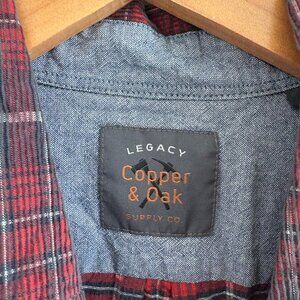 LEGACY
Copper
& Oak
SUPPLY CO.